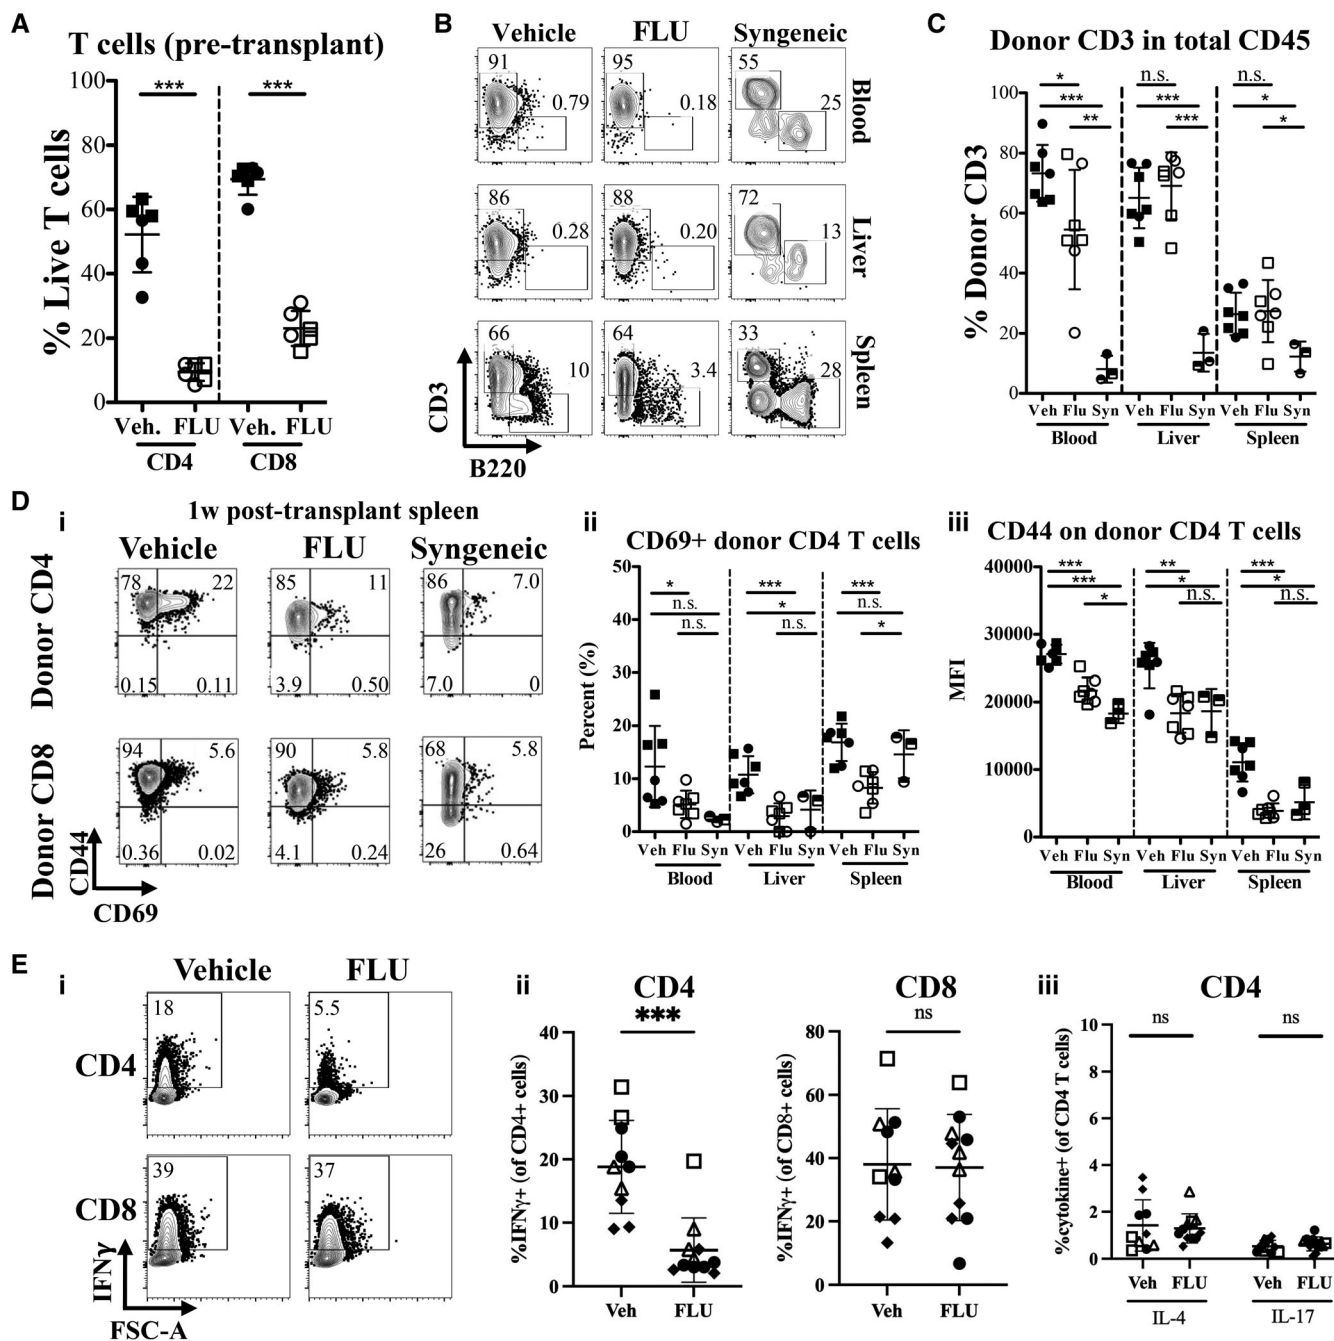 A
T cells (pre-transplant)
% Live T cells
100
80
60
40
20
0
***
***
Veh. FLU Veh. FLU
CD4 CD8
B
Vehicle FLU Syngeneic
91 0.79 95 0.18 55 25
Blood
86 0.28 88 0.20 72 13
Liver
66 10 64 3.4 33 28
Spleen
CD3
B220
C
Donor CD3 in total CD45
% Donor CD3
100
80
60
40
20
0
* n.s. n.s.
*** *** *
** *** *
Veh Flu Syn Veh Flu Syn Veh Flu Syn
Blood Liver Spleen
D
i
1w post-transplant spleen
Vehicle FLU Syngeneic
Donor CD4
78 22 85 11 86 7.0
0.15 0.11 3.9 0.50 7.0 0
Donor CD8
94 5.6 90 5.8 68 5.8
0.36 0.02 4.1 0.24 26 0.64
CD44
CD69
ii
CD69+ donor CD4 T cells
Percent (%)
50
40
30
20
10
0
* *** ***
n.s. * n.s.
n.s. n.s. *
Veh Flu Syn Veh Flu Syn Veh Flu Syn
Blood Liver Spleen
iii
CD44 on donor CD4 T cells
MFI
40000
30000
20000
10000
0
*** ** ***
*** * *
* n.s. n.s.
Veh Flu Syn Veh Flu Syn Veh Flu Syn
Blood Liver Spleen
E
i
Vehicle FLU
CD4
18 5.5
CD8
39 37
IFNγ
FSC-A
ii
CD4
***
%IFNγ+ (of CD4+ cells)
40
30
20
10
0
Veh FLU
CD8
ns
%IFNγ+ (of CD8+ cells)
80
60
40
20
0
Veh FLU
iii
CD4
ns ns
%cytokine+ (of CD4 T cells)
10
8
6
4
2
0
Veh FLU Veh FLU
IL-4 IL-17